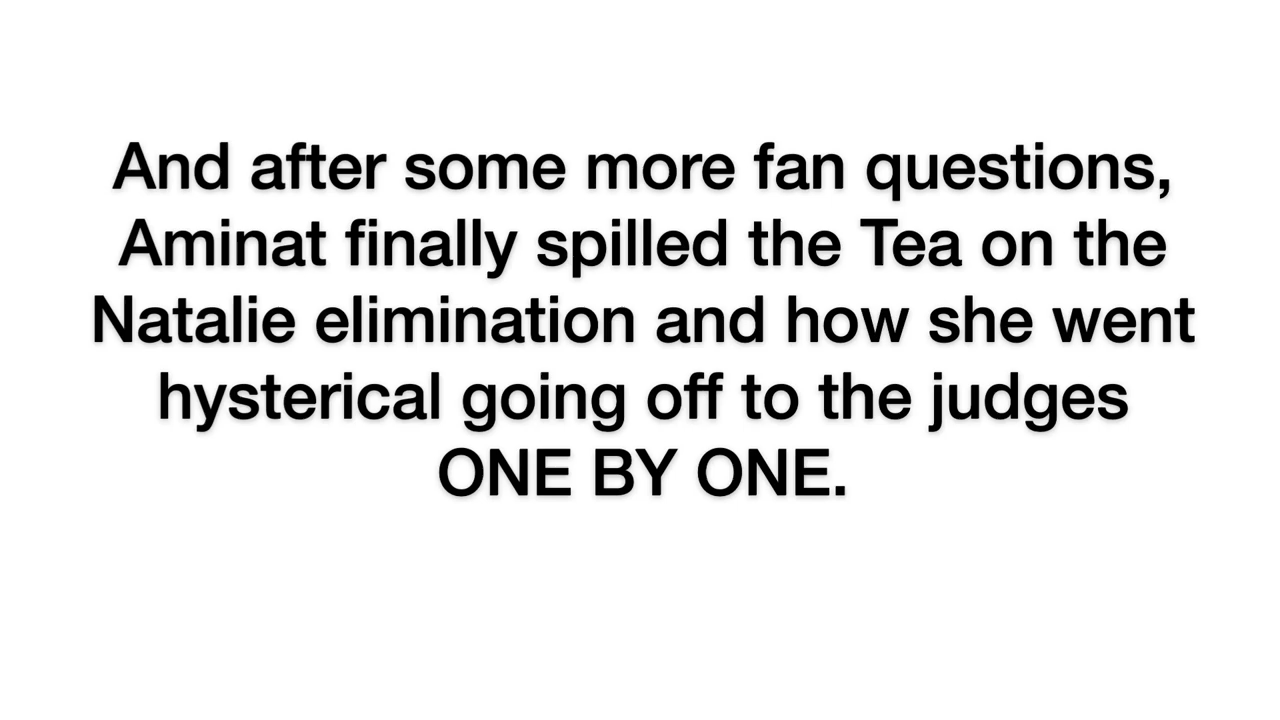 And after some more fan questions,
Aminat finally spilled the Tea on the
Natalie elimination and how she went
hysterical going off to the judges
ONE BY ONE.